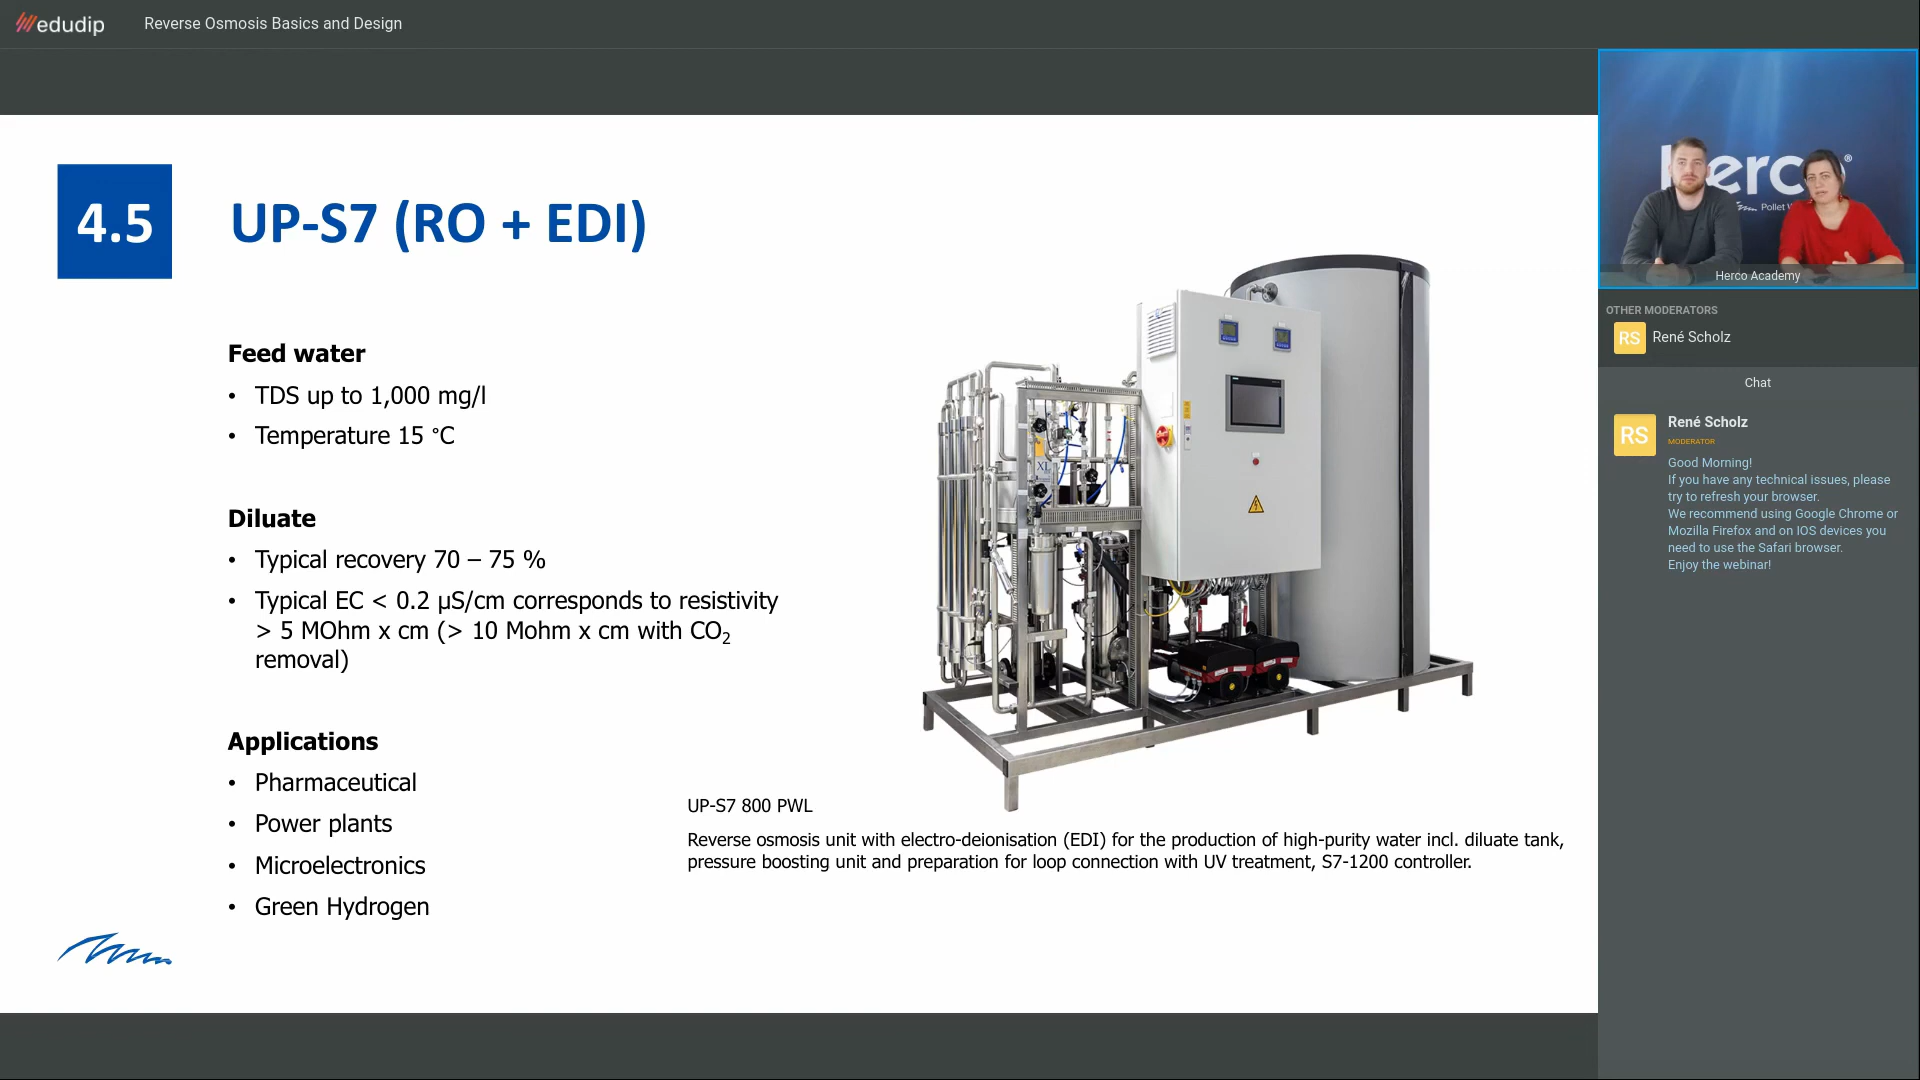 edudip
Reverse Osmosis Basics and Design
4.5
UP-S7 (RO + EDI)
Feed water
• TDS up to 1,000 mg/l
• Temperature 15 °C
Diluate
• Typical recovery 70 – 75 %
• Typical EC < 0.2 µS/cm corresponds to resistivity
> 5 MOhm x cm (> 10 Mohm x cm with CO2
removal)
Applications
• Pharmaceutical
• Power plants
• Microelectronics
• Green Hydrogen
XL
UP-S7 800 PWL
Reverse osmosis unit with electro-deionisation (EDI) for the production of high-purity water incl. diluate tank,
pressure boosting unit and preparation for loop connection with UV treatment, S7-1200 controller.
herco®
Pollet
Herco Academy
OTHER MODERATORS
RS
René Scholz
Chat
RS
René Scholz
MODERATOR
Good Morning!
If you have any technical issues, please
try to refresh your browser.
We recommend using Google Chrome or
Mozilla Firefox and on IOS devices you
need to use the Safari browser.
Enjoy the webinar!